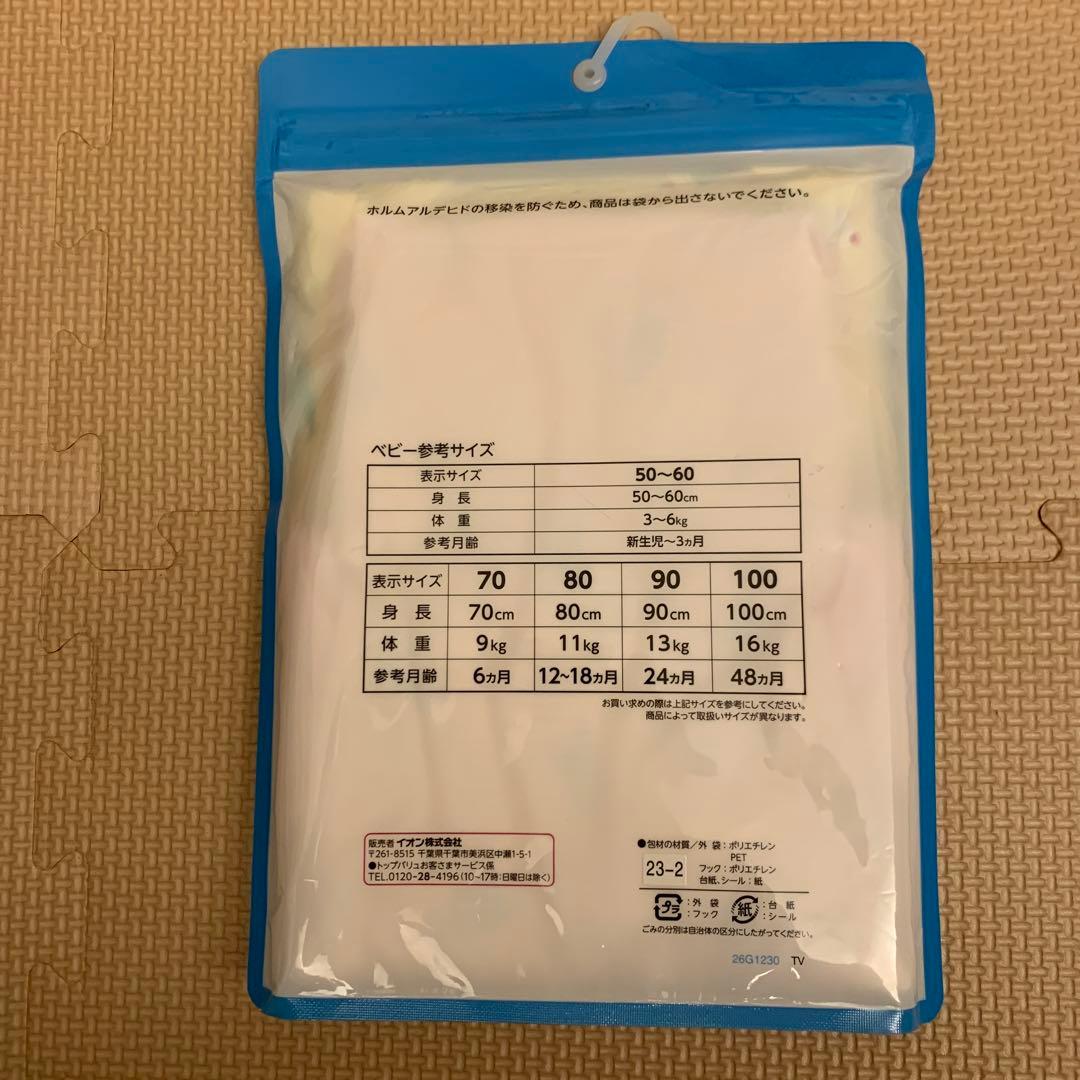 ホルムアルデヒドの移染を防ぐため、商品は袋から出さないでください。
ベビー参考サイズ
表示サイズ 50〜60
身 長 50〜60cm
体 重 3〜6kg
参考月齢 新生児〜3ヵ月
表示サイズ 70 80 90 100
身 長 70cm 80cm 90cm 100cm
体 重 9kg 11kg 13kg 16kg
参考月齢 6ヵ月 12~18ヵ月 24ヵ月 48ヵ月
お買い求めの際は上記サイズを参考にしてください。
商品によって取扱いサイズが異なります。
販売者 イオン株式会社
〒261-8515 千葉県千葉市美浜区中瀬1-5-1
●トップバリュお客さまサービス係
TEL.0120-28-4196(10〜17時:日曜日は除く)
●包材の材質/外 袋:ポリエチレン
PET
23-2 フック:ポリエチレン
台紙、シール:紙
プラ :外 袋 紙 :台 紙
:フック :シール
ごみの分別は自治体の区分にしたがってください。
26G1230 TV